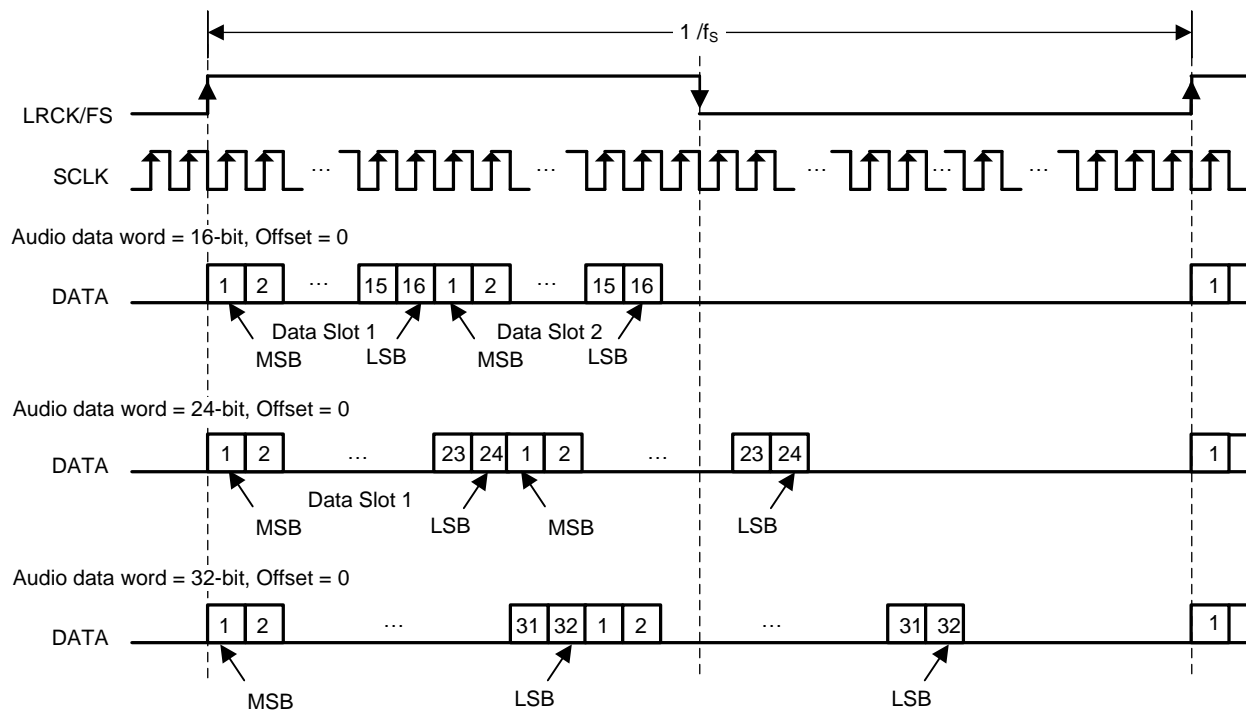 1 /fS
LRCK/FS
SCLK
... ... ... ... ...
Audio data word = 16-bit, Offset = 0
DATA 1 2 ... 15 16 1 2 ... 15 16 1
Data Slot 1 Data Slot 2
MSB LSB MSB LSB
Audio data word = 24-bit, Offset = 0
DATA 1 2 ... 23 24 1 2 ... 23 24 1
Data Slot 1
MSB LSB MSB LSB
Audio data word = 32-bit, Offset = 0
DATA 1 2 ... 31 32 1 2 ... 31 32 1
MSB LSB LSB